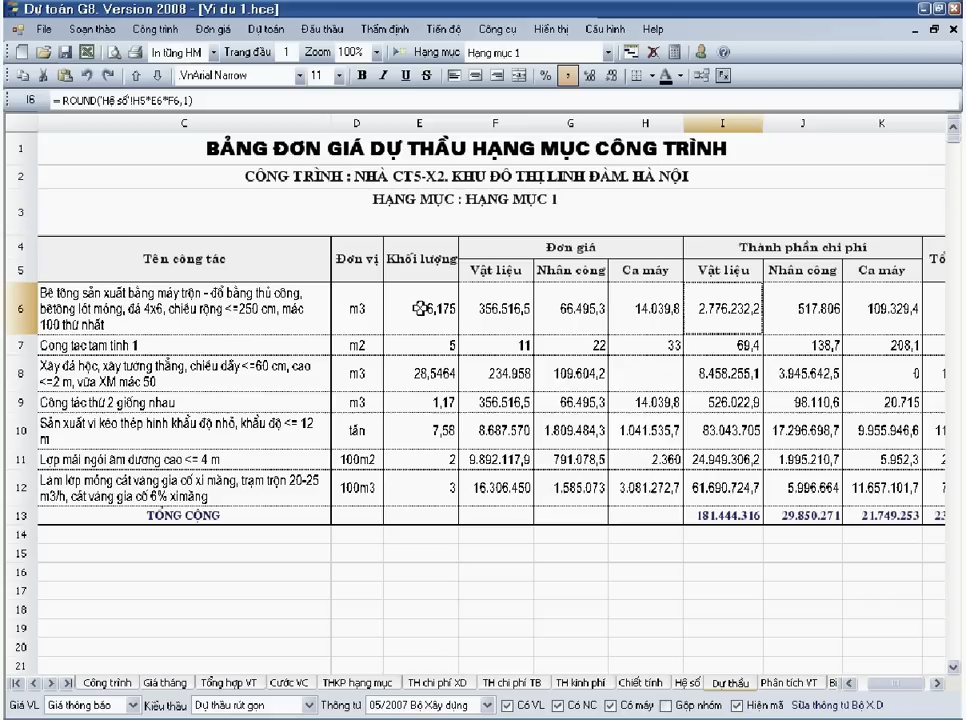 Dự toán G8. Version 2008 - [Vi du 1.hce]
File Soạn thảo Công trình Đơn giá Dự toán Đấu thầu Thẩm định Tiến độ Công cụ Hiển thị Cấu hình Help
In từng HM Trang đầu 1 Zoom 100% Hạng mục Hạng mục 1
.VnArial Narrow 11 B I U S %
I6 = ROUND('Hệ số'!H5*E6*F6,1)
C D E F G H I J K
1 BẢNG ĐƠN GIÁ DỰ THẦU HẠNG MỤC CÔNG TRÌNH
2 CÔNG TRÌNH : NHÀ CT5-X2. KHU ĐÔ THỊ LINH ĐÀM. HÀ NỘI
3 HẠNG MỤC : HẠNG MỤC 1
4 Tên công tác Đơn vị Khối lượng Đơn giá Thành phần chi phí
5 Vật liệu Nhân công Ca máy Vật liệu Nhân công Ca máy
Bê tông sản xuất bằng máy trộn - đổ bằng thủ công,
6 bêtông lót móng, đá 4x6, chiều rộng <=250 cm, mác m3 6,175 356.516,5 66.495,3 14.039,8 2.776.232,2 517.806 109.329,4
100 thứ nhất
7 Cong tac tam tinh 1 m2 5 11 22 33 69,4 138,7 208,1
Xây đá hộc, xây tường thẳng, chiều dầy <=60 cm, cao
8 <=2 m, vữa XM mác 50 m3 28,5464 234.958 109.604,2 8.458.255,1 3.945.642,5 0
9 Công tác thứ 2 giống nhau m3 1,17 356.516,5 66.495,3 14.039,8 526.022,9 98.110,6 20.715
Sản xuất vì kèo thép hình khẩu độ nhỏ, khẩu độ <= 12
10 m tấn 7,58 8.687.570 1.809.484,3 1.041.535,7 83.043.705 17.296.698,7 9.955.946,6
11 Lợp mái ngói âm dương cao <= 4 m 100m2 2 9.892.117,9 791.078,5 2.360 24.949.306,2 1.995.210,7 5.952,3
Làm lớp móng cát vàng gia cố xi măng, trạm trộn 20-25
12 m3/h, cát vàng gia cố 6% ximăng 100m3 3 16.306.450 1.585.073 3.081.272,7 61.690.724,7 5.996.664 11.657.101,7
13 TỔNG CỘNG 181.444.316 29.850.271 21.749.253
14
15
16
17
18
19
20
21
Công trình Giá tháng Tổng hợp VT Cước VC THKP hạng mục TH chi phí XD TH chi phí TB TH kinh phí Chiết tính Hệ số Dự thầu Phân tích VT
Giá VL Giá thông báo Kiểu thầu Dự thầu rút gọn Thông tư 05/2007 Bộ Xây dựng Có VL Có NC Có máy Gộp nhóm Hiện mã Sửa thông tư Bộ X.D